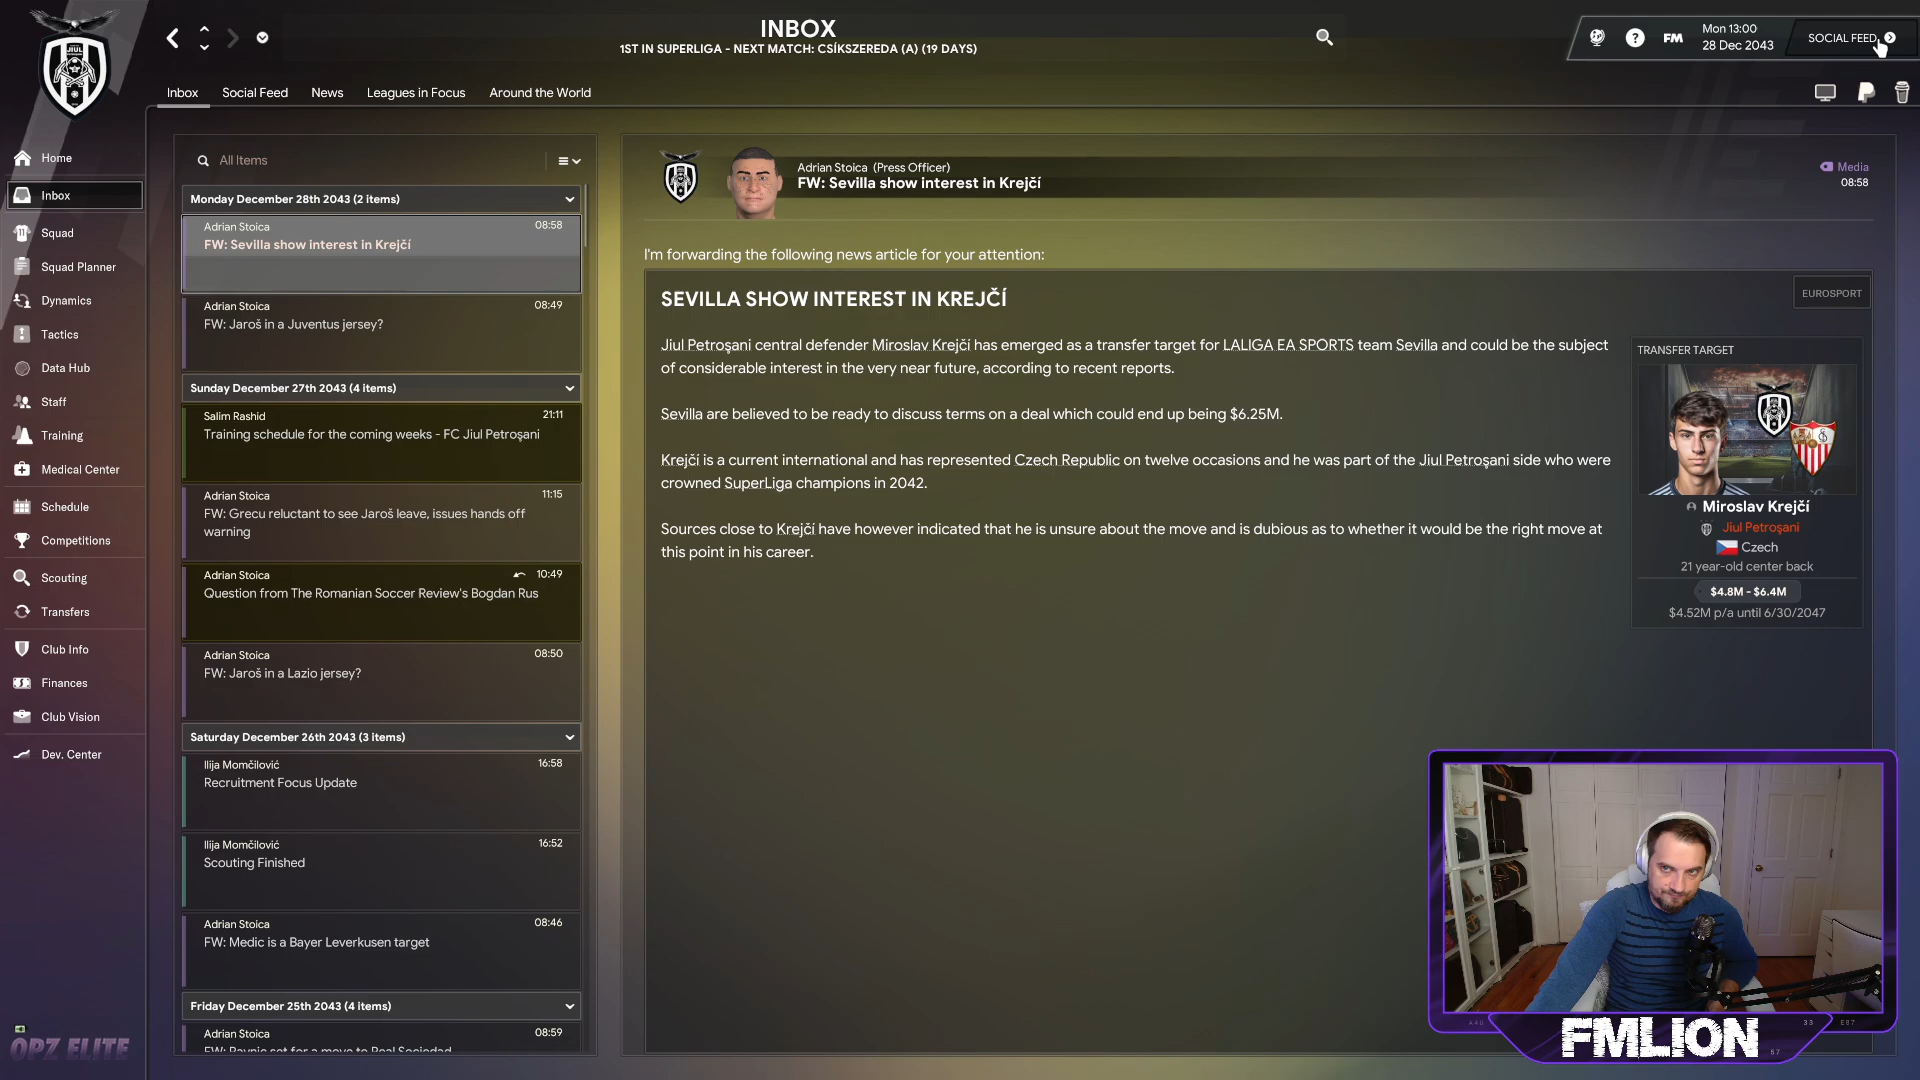 INBOX
1ST IN SUPERLIGA - NEXT MATCH: CSÍKSZEREDA (A) (19 DAYS)
FM
Mon 13:00
28 Dec 2043
SOCIAL FEED
Inbox
Social Feed
News
Leagues in Focus
Around the World
Home
Inbox
Squad
Squad Planner
Dynamics
Tactics
Data Hub
Staff
Training
Medical Center
Schedule
Competitions
Scouting
Transfers
Club Info
Finances
Club Vision
Dev. Center
OPZ ELITE
All Items
Monday December 28th 2043 (2 items)
Adrian Stoica 08:58
FW: Sevilla show interest in Krejčí
Adrian Stoica 08:49
FW: Jaroš in a Juventus jersey?
Sunday December 27th 2043 (4 items)
Salim Rashid 21:11
Training schedule for the coming weeks - FC Jiul Petroşani
Adrian Stoica 11:15
FW: Grecu reluctant to see Jaroš leave, issues hands off
warning
Adrian Stoica 10:49
Question from The Romanian Soccer Review's Bogdan Rus
Adrian Stoica 08:50
FW: Jaroš in a Lazio jersey?
Saturday December 26th 2043 (3 items)
Ilija Momčilović 16:58
Recruitment Focus Update
Ilija Momčilović 16:52
Scouting Finished
Adrian Stoica 08:46
FW: Medic is a Bayer Leverkusen target
Friday December 25th 2043 (4 items)
Adrian Stoica 08:59
Adrian Stoica (Press Officer)
FW: Sevilla show interest in Krejčí
Media
08:58
I'm forwarding the following news article for your attention:
SEVILLA SHOW INTEREST IN KREJČÍ
EUROSPORT
Jiul Petroşani central defender Miroslav Krejčí has emerged as a transfer target for LALIGA EA SPORTS team Sevilla and could be the subject
of considerable interest in the very near future, according to recent reports.
Sevilla are believed to be ready to discuss terms on a deal which could end up being $6.25M.
Krejčí is a current international and has represented Czech Republic on twelve occasions and he was part of the Jiul Petroşani side who were
crowned SuperLiga champions in 2042.
Sources close to Krejčí have however indicated that he is unsure about the move and is dubious as to whether it would be the right move at
this point in his career.
TRANSFER TARGET
Miroslav Krejčí
Jiul Petroşani
Czech
21 year-old center back
$4.8M - $6.4M
$4.52M p/a until 6/30/2047
FMLION